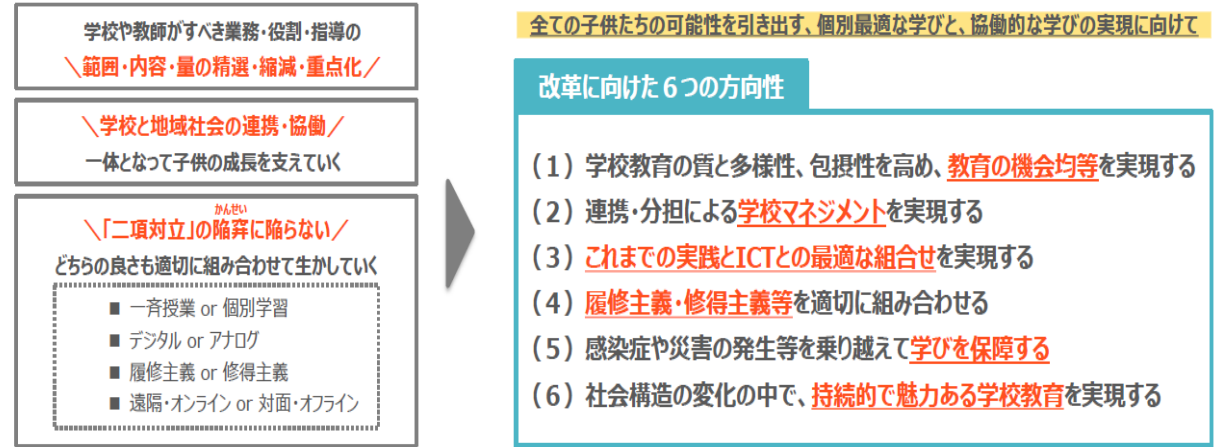 学校や教師がすべき業務・役割・指導の
＼範囲・内容・量の精選・縮減・重点化／
＼学校と地域社会の連携・協働／
一体となって子供の成長を支えていく
かんせい
＼「二項対立」の陥穽に陥らない／
どちらの良さも適切に組み合わせて生かしていく
■ 一斉授業 or 個別学習
■ デジタル or アナログ
■ 履修主義 or 修得主義
■ 遠隔・オンライン or 対面・オフライン
全ての子供たちの可能性を引き出す、個別最適な学びと、協働的な学びの実現に向けて
改革に向けた６つの方向性
（１）学校教育の質と多様性、包摂性を高め、教育の機会均等を実現する
（２）連携・分担による学校マネジメントを実現する
（３）これまでの実践とICTとの最適な組合せを実現する
（４）履修主義・修得主義等を適切に組み合わせる
（５）感染症や災害の発生等を乗り越えて学びを保障する
（６）社会構造の変化の中で、持続的で魅力ある学校教育を実現する